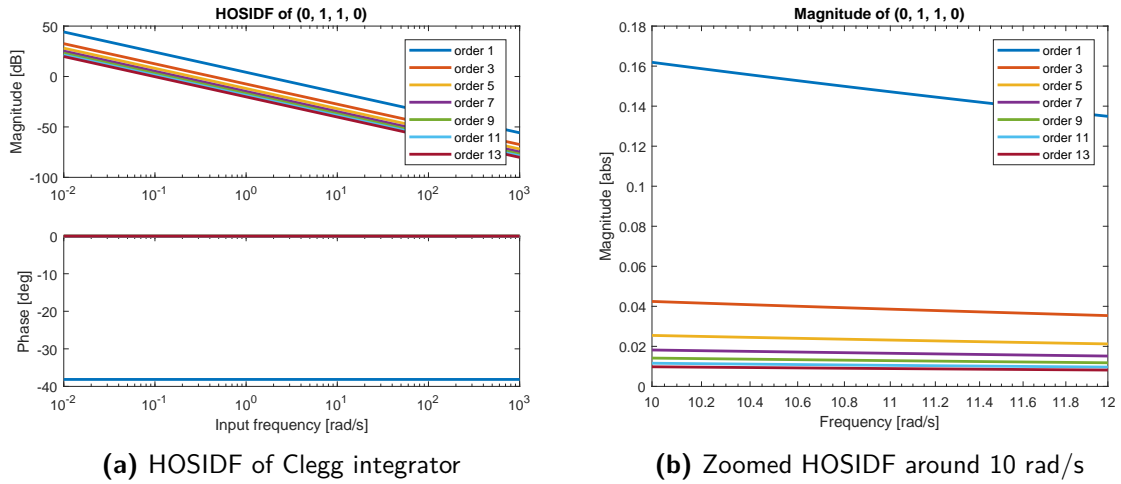 HOSIDF of (0, 1, 1, 0)
50
0
-50
-100
Magnitude [dB]
order 1
order 3
order 5
order 7
order 9
order 11
order 13
10^-2
10^-1
10^0
10^1
10^2
10^3
0
-10
-20
-30
-40
Phase [deg]
10^-2
10^-1
10^0
10^1
10^2
10^3
Input frequency [rad/s]
(a) HOSIDF of Clegg integrator
Magnitude of (0, 1, 1, 0)
0.18
0.16
0.14
0.12
0.1
0.08
0.06
0.04
0.02
0
Magnitude [abs]
order 1
order 3
order 5
order 7
order 9
order 11
order 13
10
10.2
10.4
10.6
10.8
11
11.2
11.4
11.6
11.8
12
Frequency [rad/s]
(b) Zoomed HOSIDF around 10 rad/s